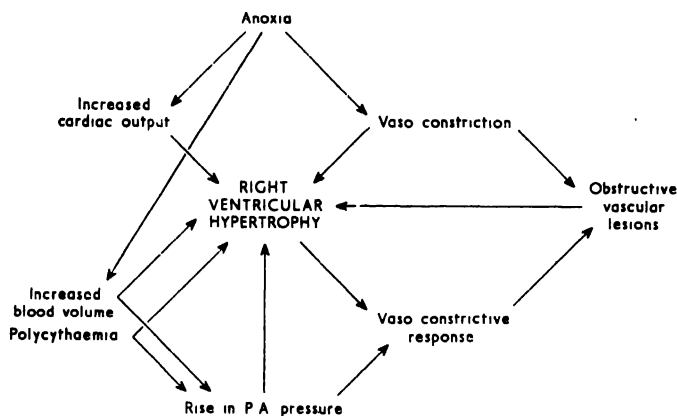 Anoxia
Increased
cardiac output
Vaso constriction
RIGHT
VENTRICULAR
HYPERTROPHY
Obstructive
vascular
lesions
Increased
blood volume
Polycythaemia
Vaso constrictive
response
Rise in P A pressure